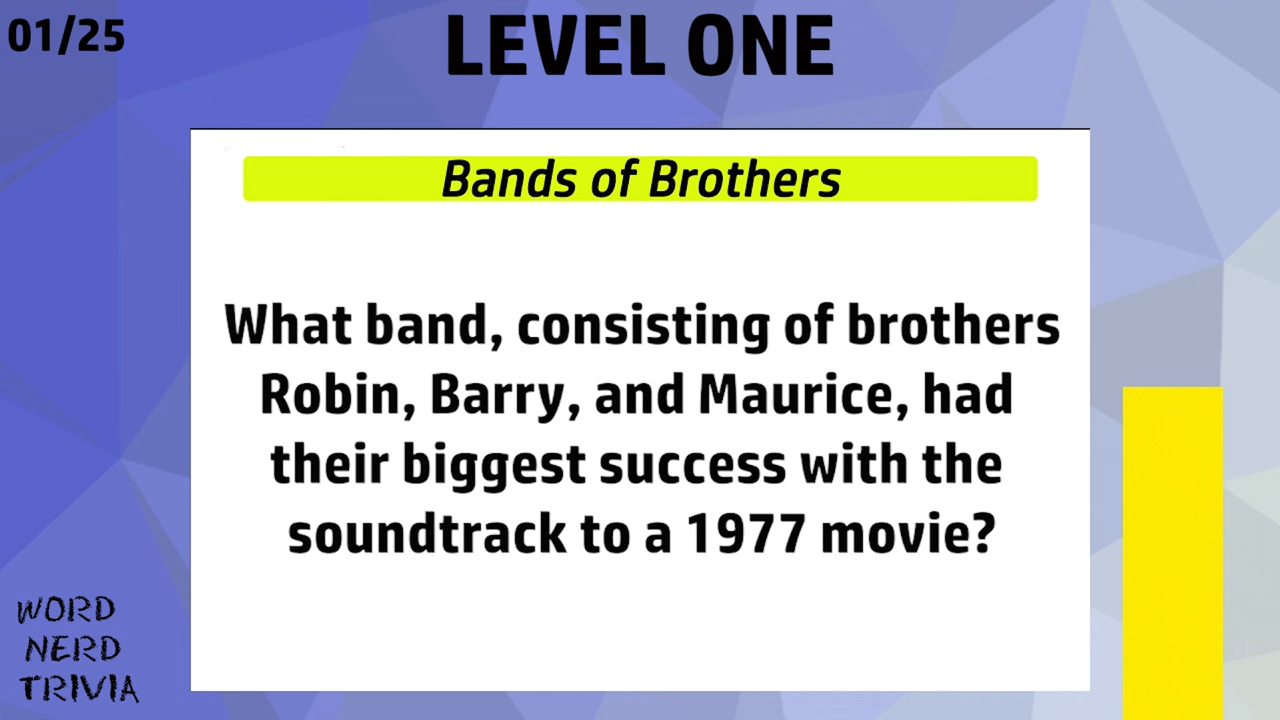 01/25
LEVEL ONE
Bands of Brothers
What band, consisting of brothers
Robin, Barry, and Maurice, had
their biggest success with the
soundtrack to a 1977 movie?
WORD
NERD
TRIVIA